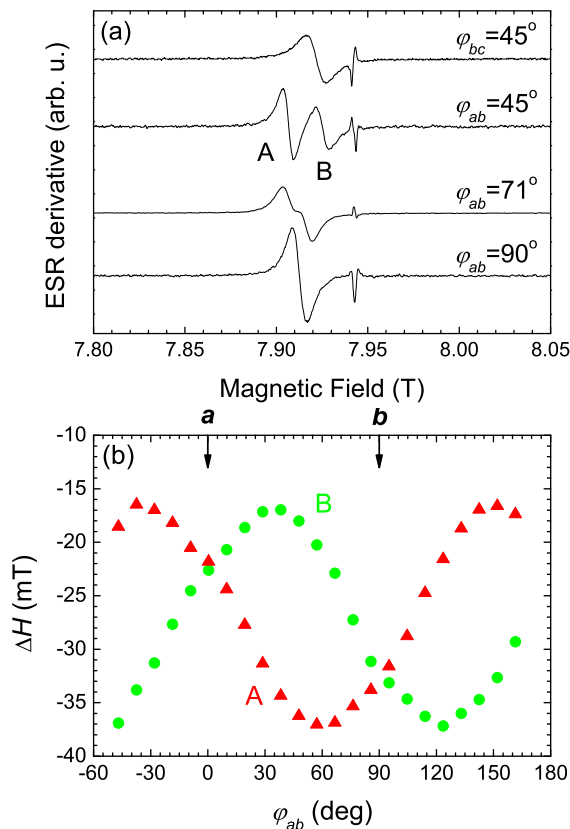 (a)
φbc=45°
φab=45°
A B
φab=71°
φab=90°
ESR derivative (arb. u.)
7.80 7.85 7.90 7.95 8.00 8.05
Magnetic Field (T)
a b
(b)
-10
-15
-20
-25
-30
-35
-40
B
A
ΔH (mT)
-60 -30 0 30 60 90 120 150 180
φab (deg)